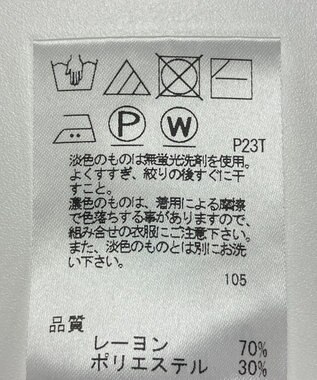 P W
P23T
淡色のものは無蛍光洗剤を使用。
よくすすぎ、絞りの後すぐに干
すこと。
濃色のものは、着用による摩擦
で色落ちする事がありますので、
組み合せの衣服にご注意下さい。
また、淡色のものとは別にお洗
い下さい。
105
品質
レーヨン 70%
ポリエステル 30%